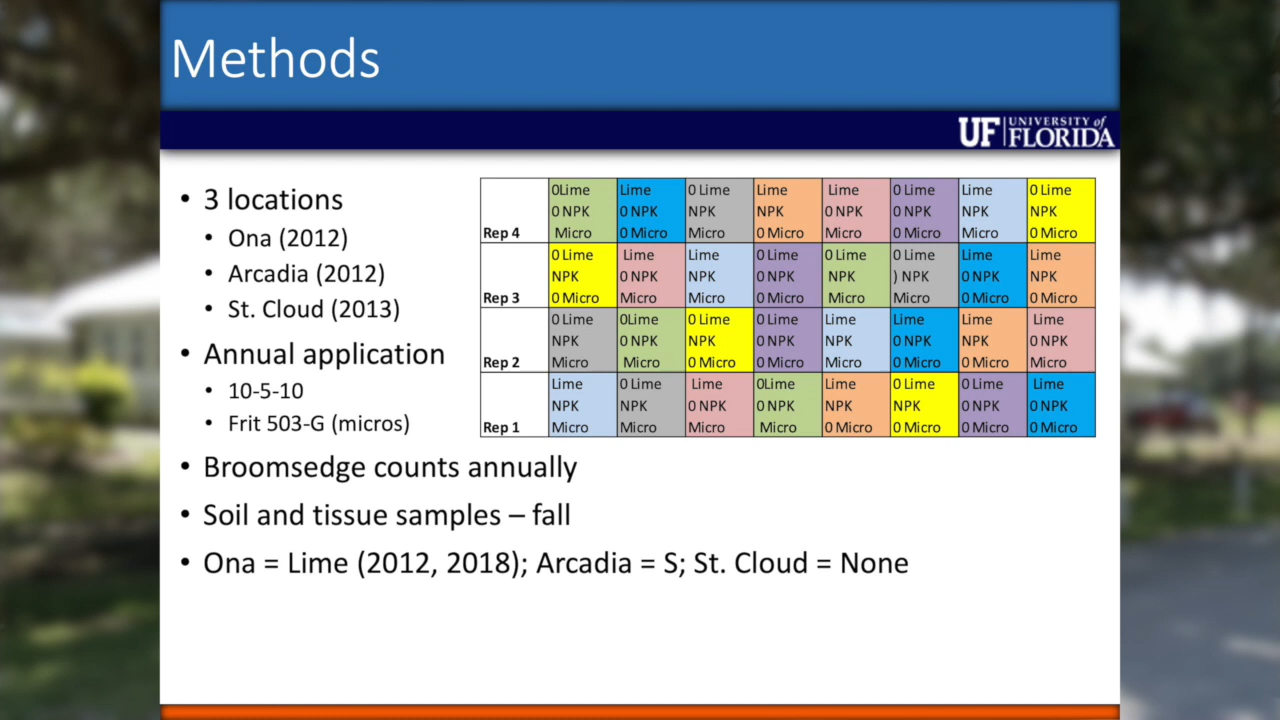 Methods
UF UNIVERSITY of
FLORIDA
• 3 locations
• Ona (2012)
• Arcadia (2012)
• St. Cloud (2013)
• Annual application
• 10-5-10
• Frit 503-G (micros)
• Broomsedge counts annually
• Soil and tissue samples – fall
• Ona = Lime (2012, 2018); Arcadia = S; St. Cloud = None
0Lime Lime 0 Lime Lime Lime 0 Lime Lime 0 Lime
0 NPK 0 NPK NPK NPK 0 NPK 0 NPK NPK NPK
Rep 4 Micro 0 Micro Micro 0 Micro Micro 0 Micro Micro 0 Micro
0 Lime Lime Lime 0 Lime 0 Lime 0 Lime Lime Lime
NPK 0 NPK NPK 0 NPK NPK ) NPK 0 NPK NPK
Rep 3 0 Micro Micro Micro 0 Micro Micro Micro 0 Micro 0 Micro
0 Lime 0Lime 0 Lime 0 Lime Lime Lime Lime Lime
NPK 0 NPK NPK 0 NPK NPK 0 NPK NPK 0 NPK
Rep 2 Micro Micro 0 Micro 0 Micro Micro 0 Micro 0 Micro Micro
Lime 0 Lime Lime 0Lime Lime 0 Lime 0 Lime Lime
NPK NPK 0 NPK 0 NPK NPK NPK 0 NPK 0 NPK
Rep 1 Micro Micro Micro Micro 0 Micro 0 Micro 0 Micro 0 Micro